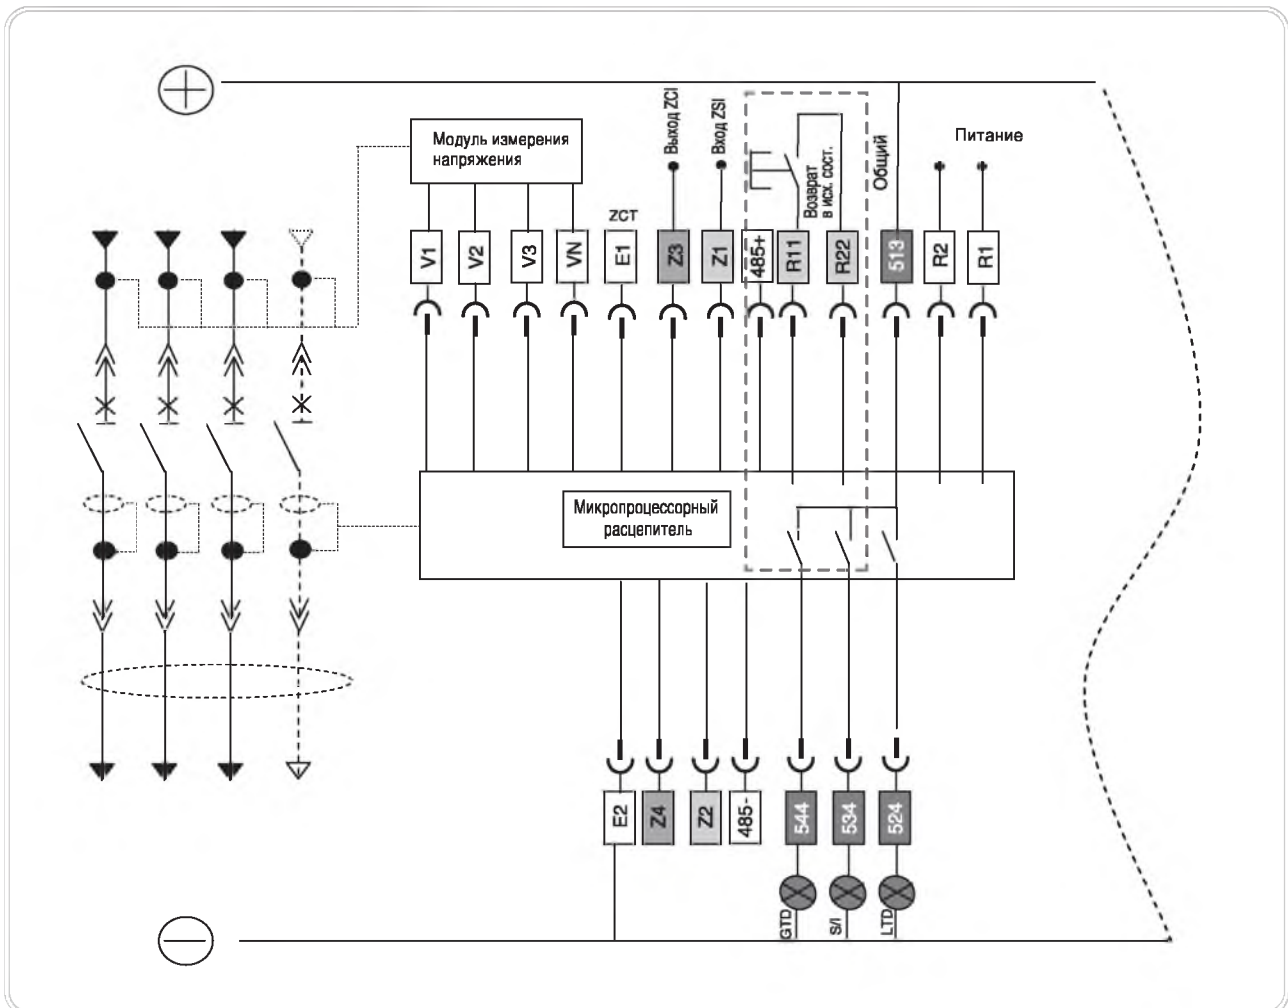 Модуль измерения
напряжения
Выход ZCI
Вход ZSI
Возврат
в исх. сост.
Общий
Питание
ZCT
V1
V2
V3
VN
E1
Z3
Z1
485+
R11
R22
513
R2
R1
Микропроцессорный
расцепитель
E2
Z4
Z2
485-
544
534
524
GTD
S/I
LTD